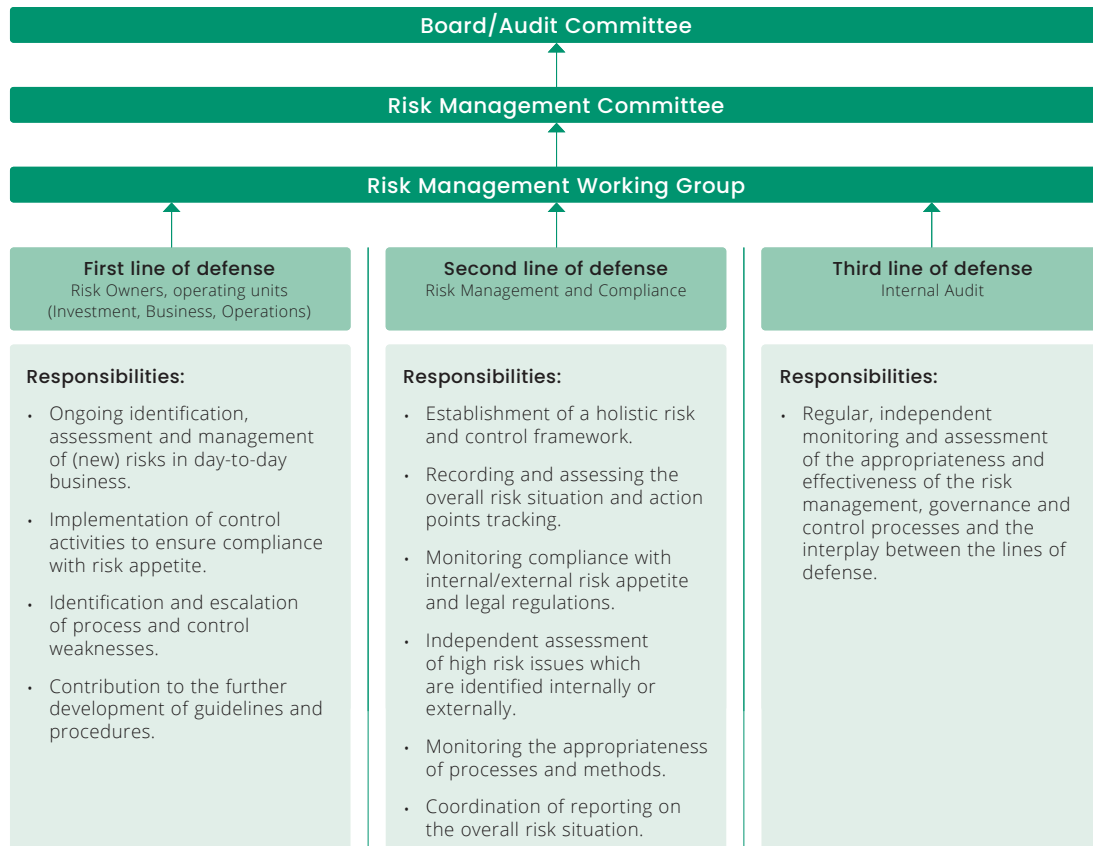 Board/Audit Committee
Risk Management Committee
Risk Management Working Group
First line of defense
Risk Owners, operating units
(Investment, Business, Operations)
Responsibilities:
• Ongoing identification,
assessment and management
of (new) risks in day-to-day
business.
• Implementation of control
activities to ensure compliance
with risk appetite.
• Identification and escalation
of process and control
weaknesses.
• Contribution to the further
development of guidelines and
procedures.
Second line of defense
Risk Management and Compliance
Responsibilities:
• Establishment of a holistic risk
and control framework.
• Recording and assessing the
overall risk situation and action
points tracking.
• Monitoring compliance with
internal/external risk appetite
and legal regulations.
• Independent assessment
of high risk issues which
are identified internally or
externally.
• Monitoring the appropriateness
of processes and methods.
• Coordination of reporting on
the overall risk situation.
Third line of defense
Internal Audit
Responsibilities:
• Regular, independent
monitoring and assessment
of the appropriateness and
effectiveness of the risk
management, governance and
control processes and the
interplay between the lines of
defense.